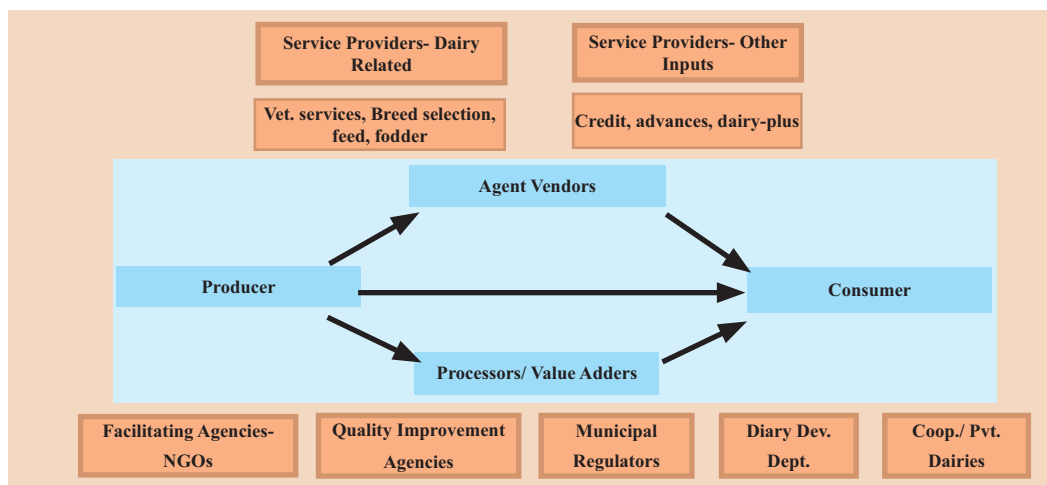 Service Providers- Dairy
Related
Service Providers- Other
Inputs
Vet. services, Breed selection,
feed, fodder
Credit, advances, dairy-plus
Agent Vendors
Producer
Consumer
Processors/ Value Adders
Facilitating Agencies-
NGOs
Quality Improvement
Agencies
Municipal
Regulators
Diary Dev.
Dept.
Coop./ Pvt.
Dairies